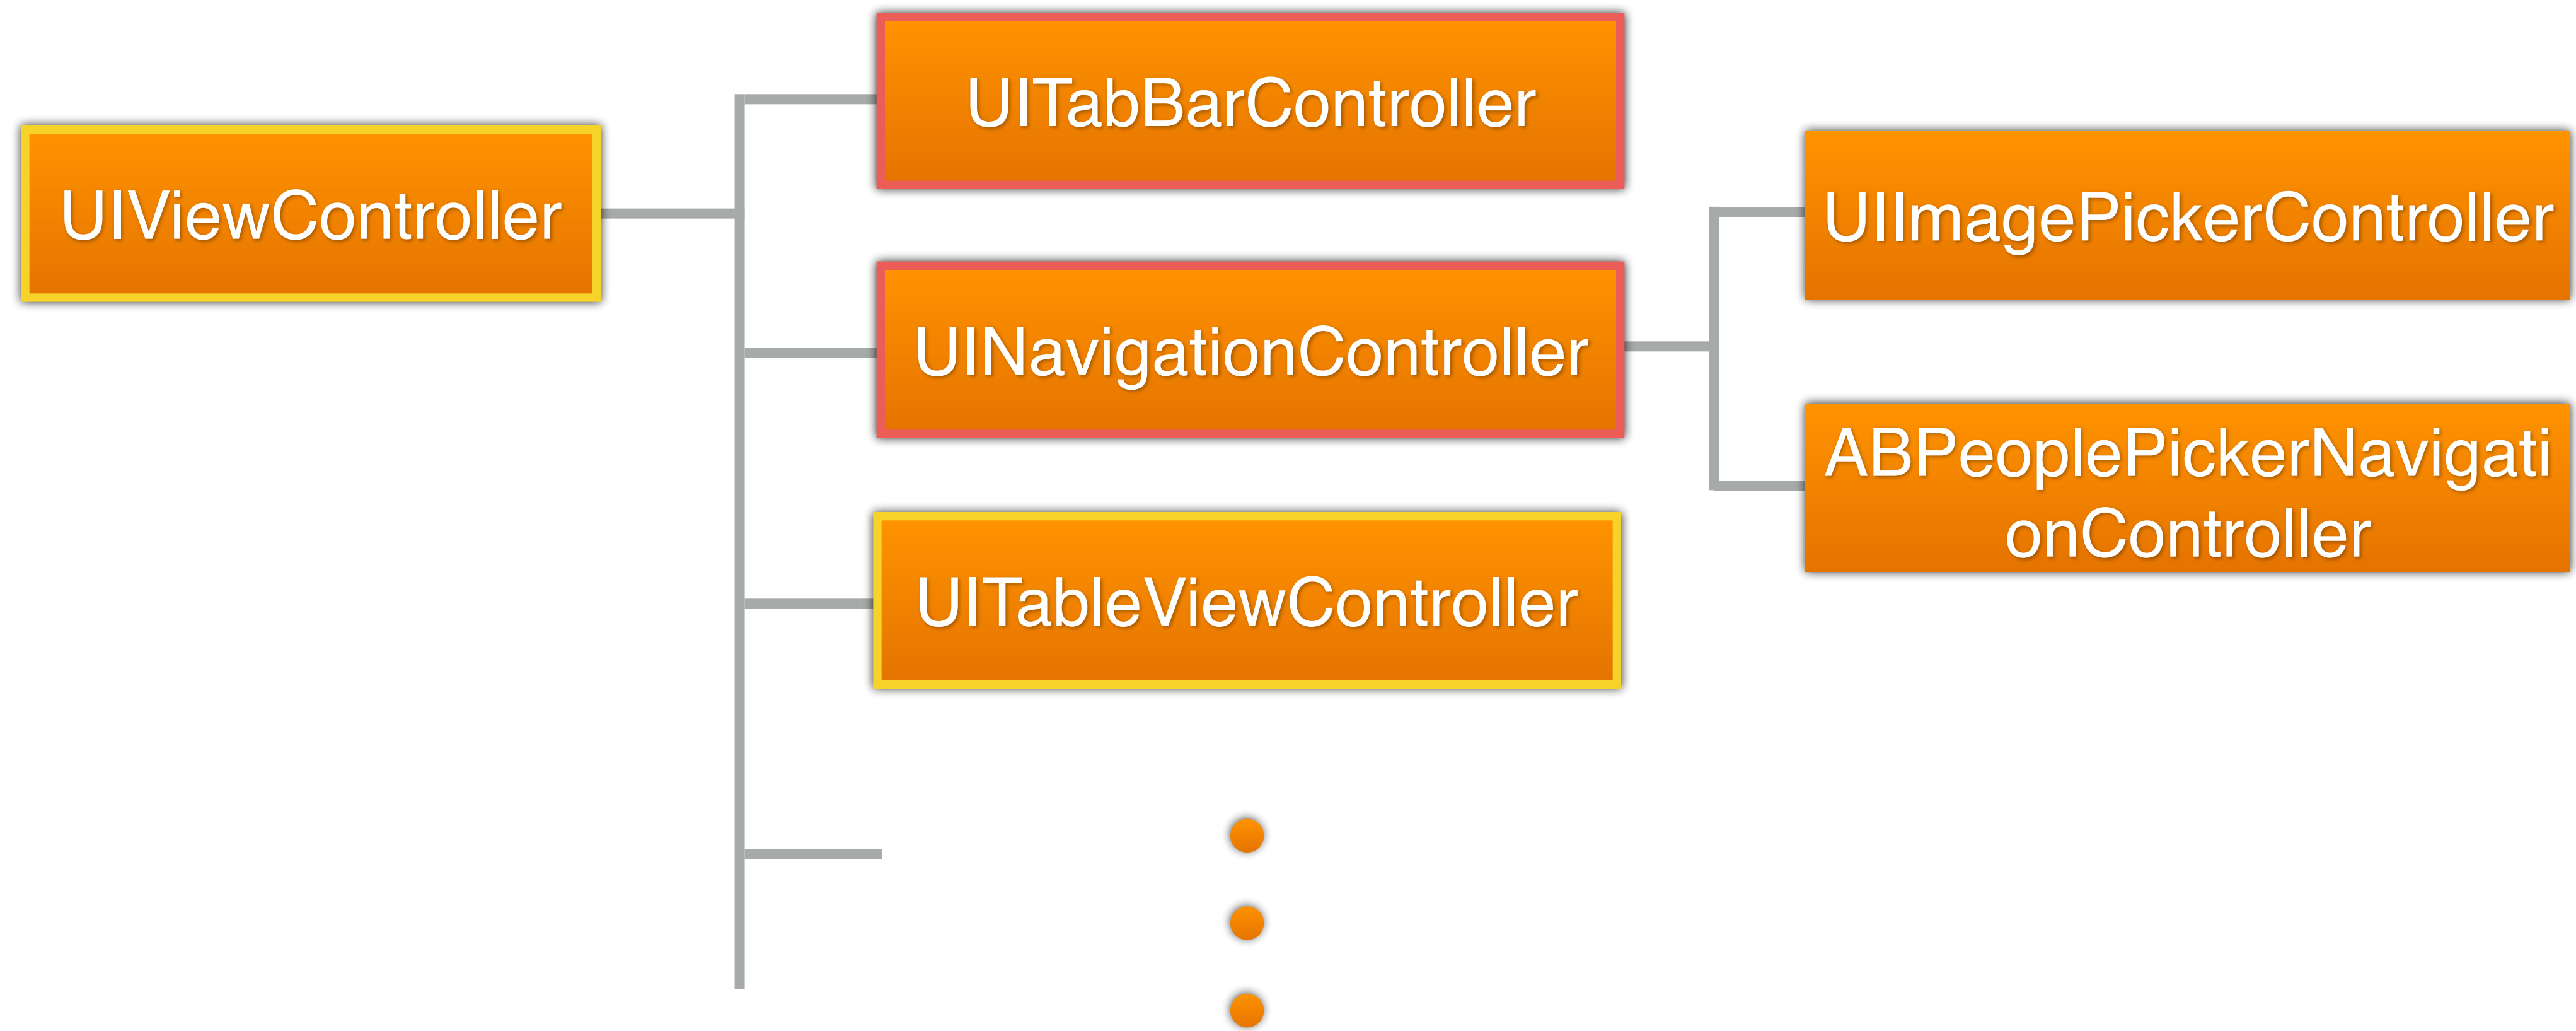 UIViewController
UITabBarController
UINavigationController
UITableViewController
UIImagePickerController
ABPeoplePickerNavigati
onController